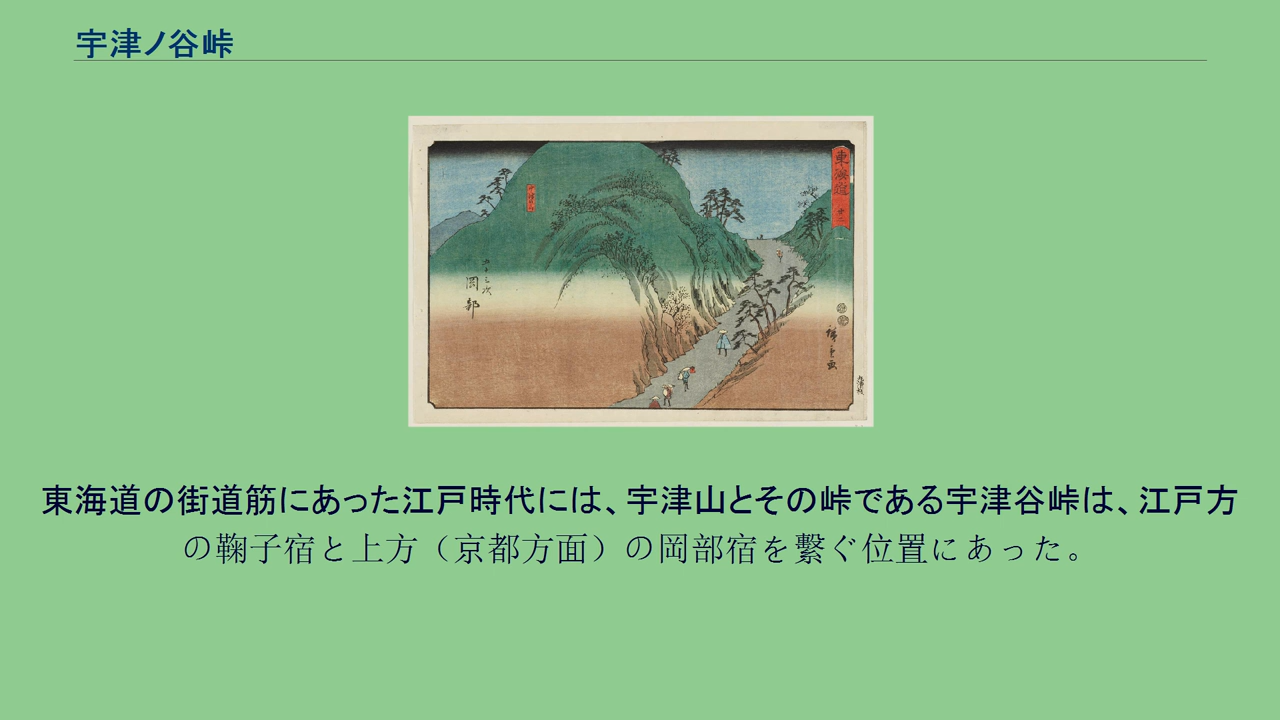 宇津ノ谷峠
東海道
岡部
東海道の街道筋にあった江戸時代には、宇津山とその峠である宇津谷峠は、江戸方
の鞠子宿と上方（京都方面）の岡部宿を繋ぐ位置にあった。